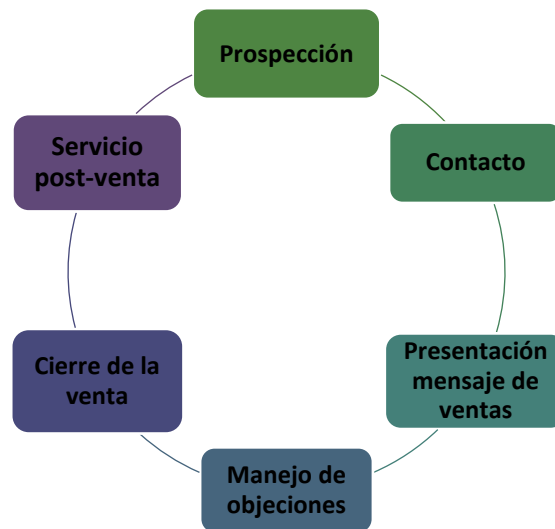 Prospección
Contacto
Presentación
mensaje de
ventas
Manejo de
objeciones
Cierre de la
venta
Servicio
post-venta